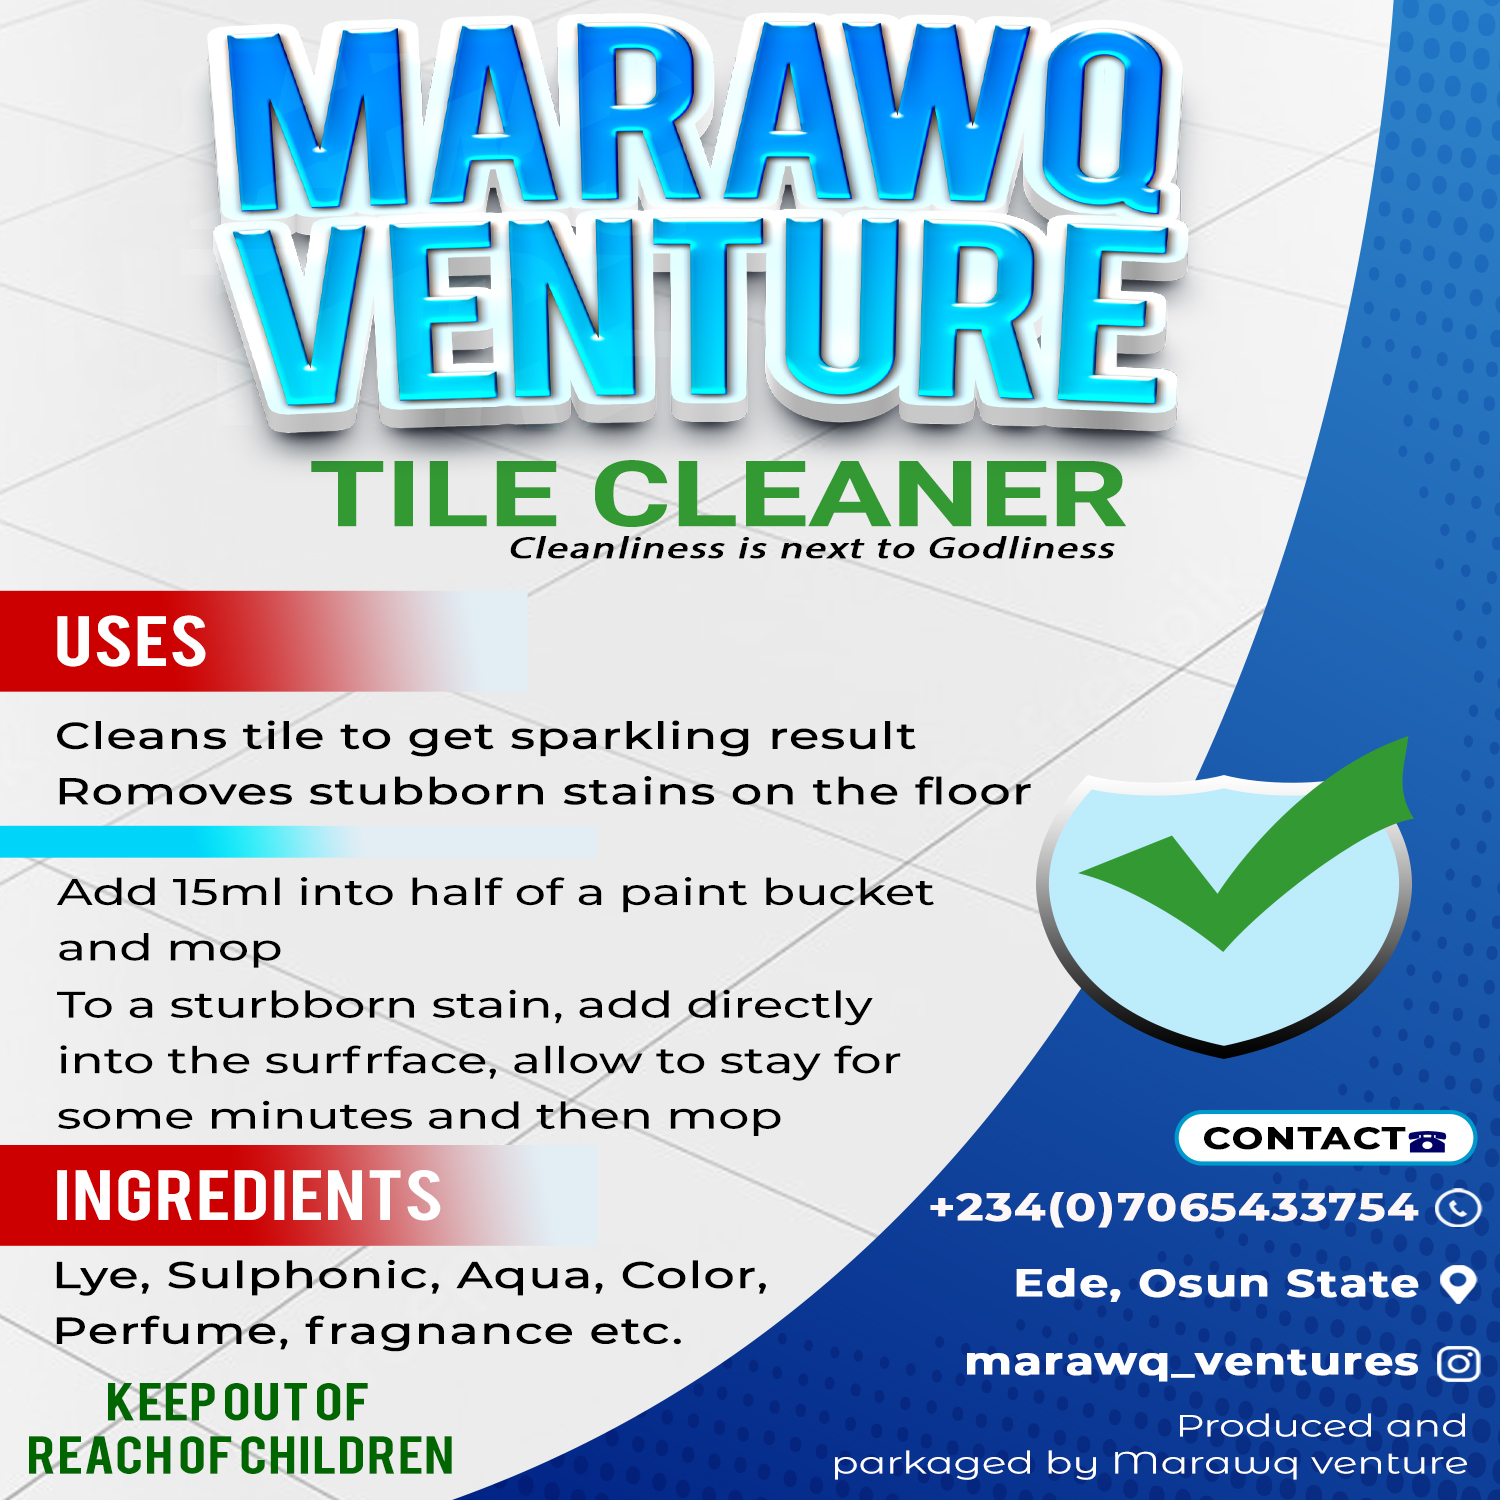 MARAWQ
VENTURE
TILE CLEANER
Cleanliness is next to Godliness
USES
Cleans tile to get sparkling result
Romoves stubborn stains on the floor
Add 15ml into half of a paint bucket
and mop
To a sturbborn stain, add directly
into the surfrface, allow to stay for
some minutes and then mop
INGREDIENTS
Lye, Sulphonic, Aqua, Color,
Perfume, fragnance etc.
KEEP OUT OF
REACH OF CHILDREN
CONTACT
+234(0)7065433754
Ede, Osun State
marawq_ventures
Produced and
parkaged by Marawq venture